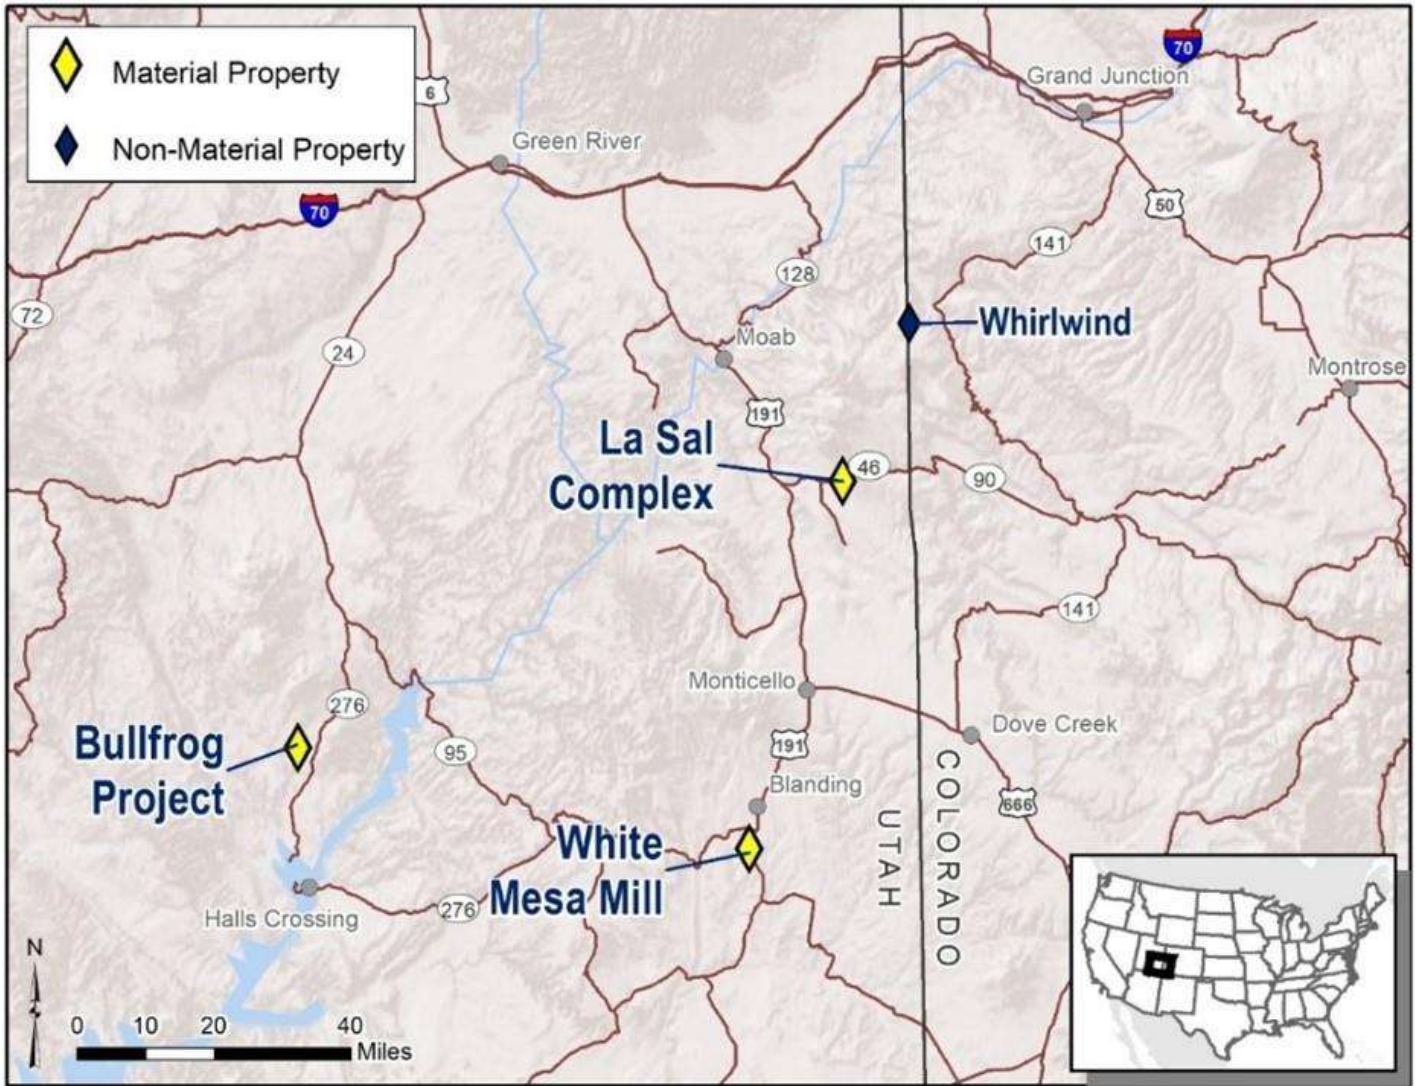 Material Property
Non-Material Property
6
70
Grand Junction
Green River
70
50
141
128
72
Whirlwind
24
Moab
Montrose
191
La Sal
Complex
46
90
141
Monticello
276
Dove Creek
Bullfrog
Project
95
191
Blanding
666
UTAH
COLORADO
White
Mesa Mill
276
Halls Crossing
N
0 10 20 40
Miles